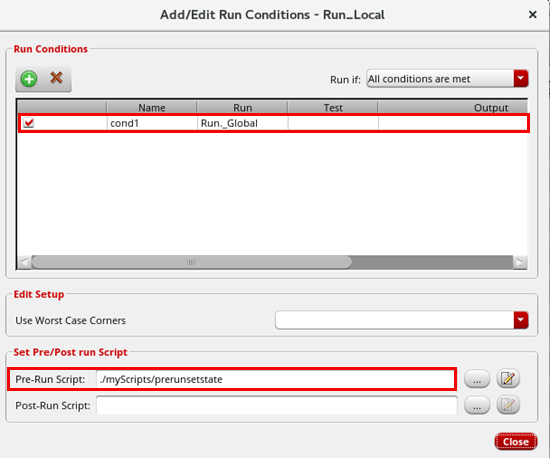 Add/Edit Run Conditions - Run_Local
Run Conditions
Run if: All conditions are met
Name Run Test Output
cond1 Run._Global
Edit Setup
Use Worst Case Corners
Set Pre/Post run Script
Pre-Run Script: ./myScripts/prerunsetstate ...
Post-Run Script: ...
Close